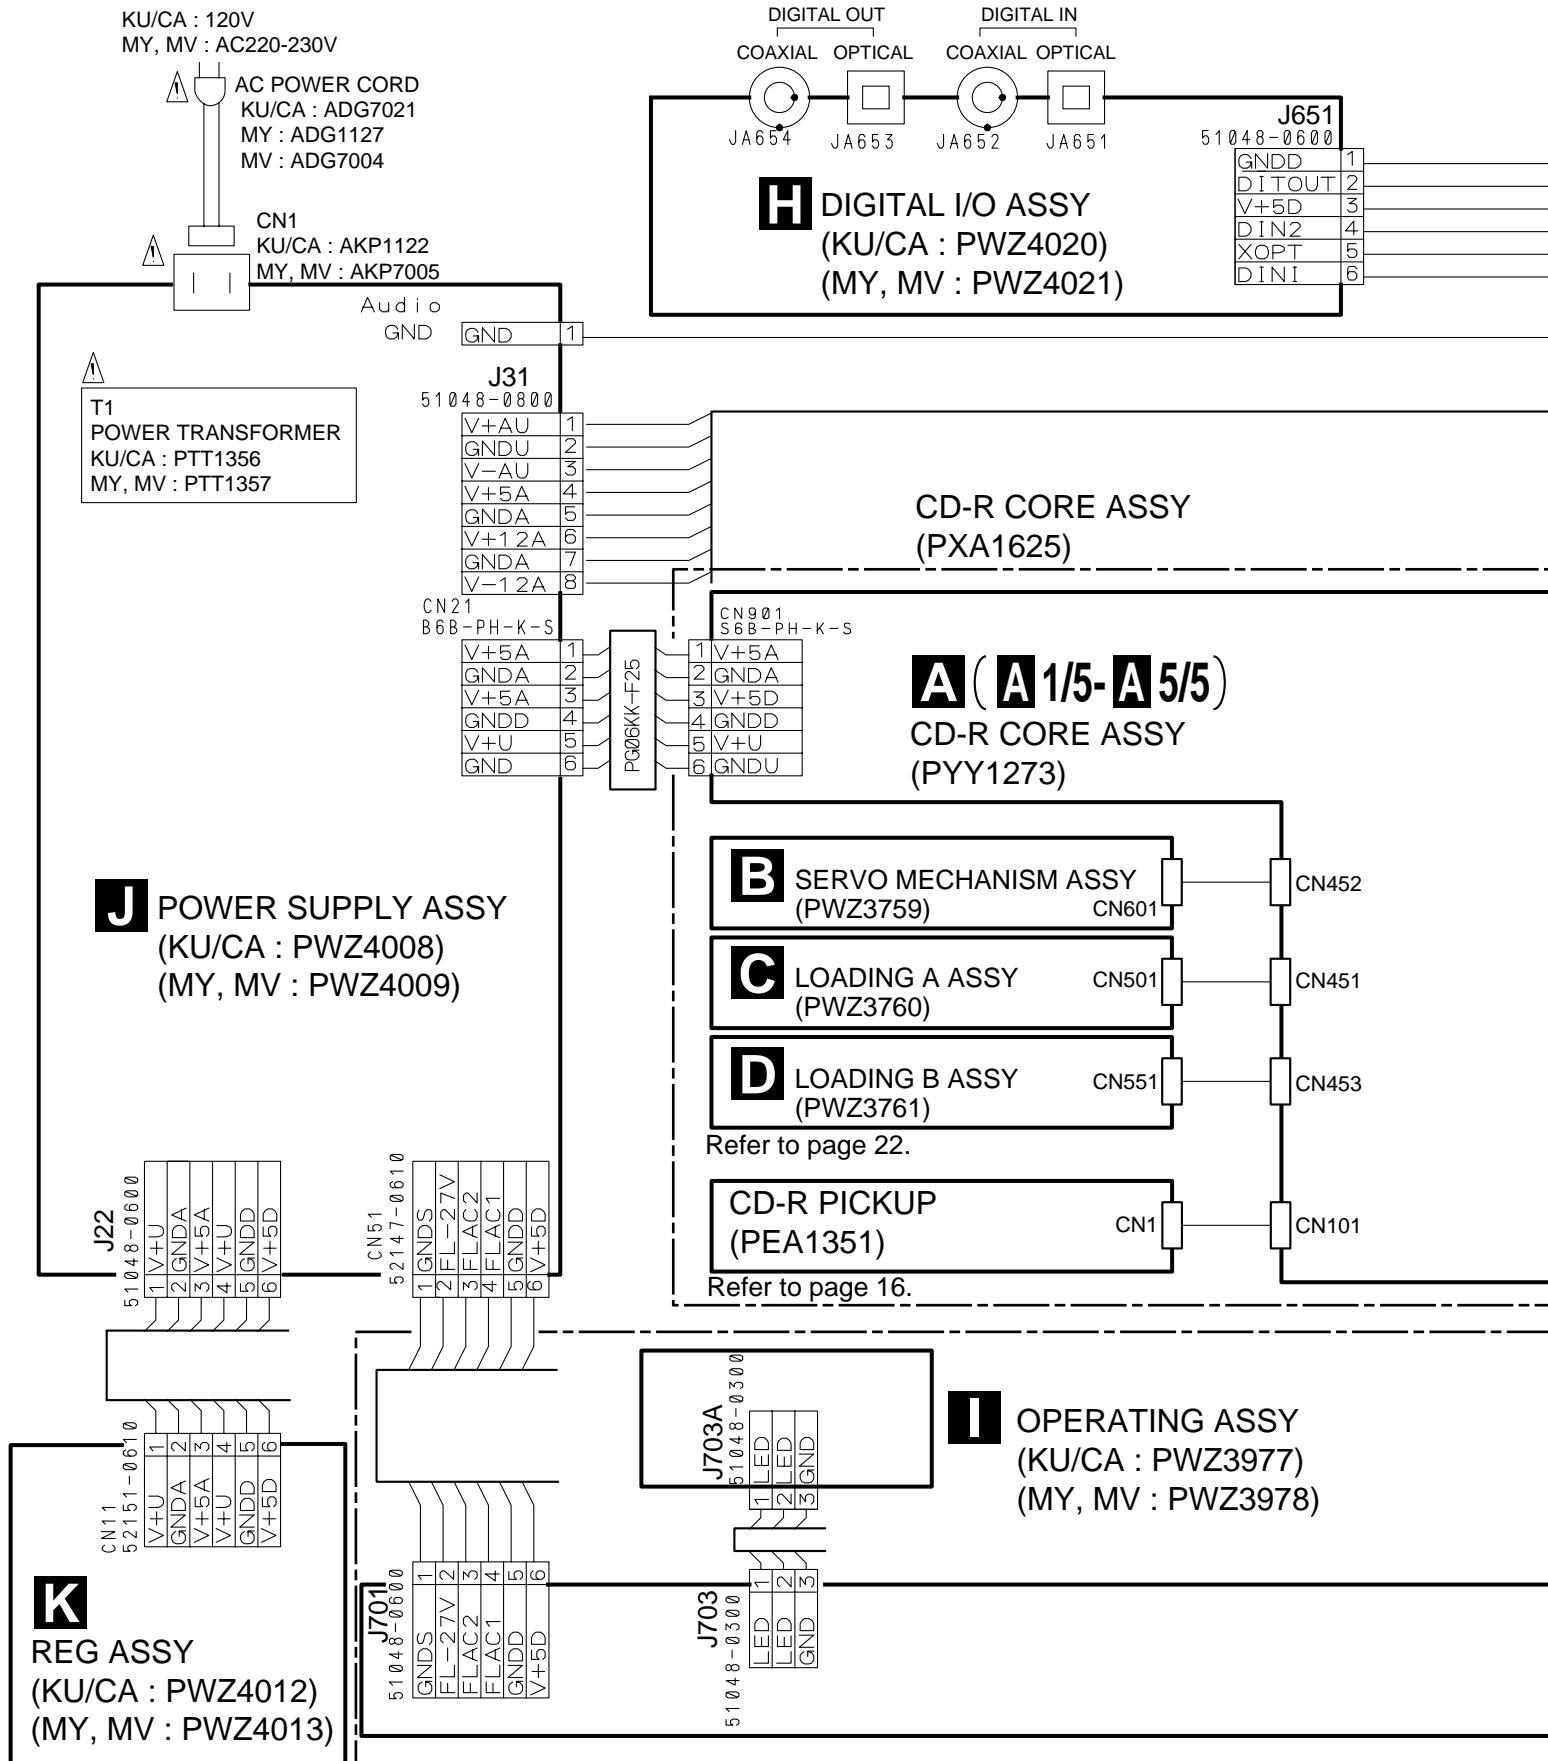 KU/CA : 120V
MY, MV : AC220-230V
AC POWER CORD
KU/CA : ADG7021
MY : ADG1127
MV : ADG7004
CN1
KU/CA : AKP1122
MY, MV : AKP7005
DIGITAL OUT
DIGITAL IN
COAXIAL OPTICAL
COAXIAL OPTICAL
JA654
JA653
JA652
JA651
J651
51048-0600
GNDD 1
DITOUT 2
V+5D 3
DIN2 4
XOPT 5
DIN1 6
H DIGITAL I/O ASSY
(KU/CA : PWZ4020)
(MY, MV : PWZ4021)
Audio
GND
GND 1
T1
POWER TRANSFORMER
KU/CA : PTT1356
MY, MV : PTT1357
J31
51048-0800
V+AU 1
GNDU 2
V-AU 3
V+5A 4
GNDA 5
V+12A 6
GNDA 7
V-12A 8
CD-R CORE ASSY
(PXA1625)
CN21
B6B-PH-K-S
V+5A 1
GNDA 2
V+5A 3
GNDD 4
V+U 5
GND 6
PG06KK-F25
CN901
S6B-PH-K-S
1 V+5A
2 GNDA
3 V+5D
4 GNDD
5 V+U
6 GNDU
A ( A 1/5- A 5/5 )
CD-R CORE ASSY
(PYY1273)
J POWER SUPPLY ASSY
(KU/CA : PWZ4008)
(MY, MV : PWZ4009)
B SERVO MECHANISM ASSY
(PWZ3759)
CN601
CN452
C LOADING A ASSY
(PWZ3760)
CN501
CN451
D LOADING B ASSY
(PWZ3761)
CN551
CN453
Refer to page 22.
CD-R PICKUP
(PEA1351)
CN1
CN101
Refer to page 16.
J22
51048-0600
1 V+U
2 GNDA
3 V+5A
4 V+U
5 GNDD
6 V+5D
CN51
52147-0610
1 GNDS
2 FL-27V
3 FLAC2
4 FLAC1
5 GNDD
6 V+5D
CN11
52151-0610
V+U 1
GNDA 2
V+5A 3
V+U 4
GNDD 5
V+5D 6
J703A
51048-0300
1 LED
2 LED
3 GND
I OPERATING ASSY
(KU/CA : PWZ3977)
(MY, MV : PWZ3978)
K
REG ASSY
(KU/CA : PWZ4012)
(MY, MV : PWZ4013)
J701
51048-0600
GNDS 1
FL-27V 2
FLAC2 3
FLAC1 4
GNDD 5
V+5D 6
J703
51048-0300
LED 1
LED 2
GND 3